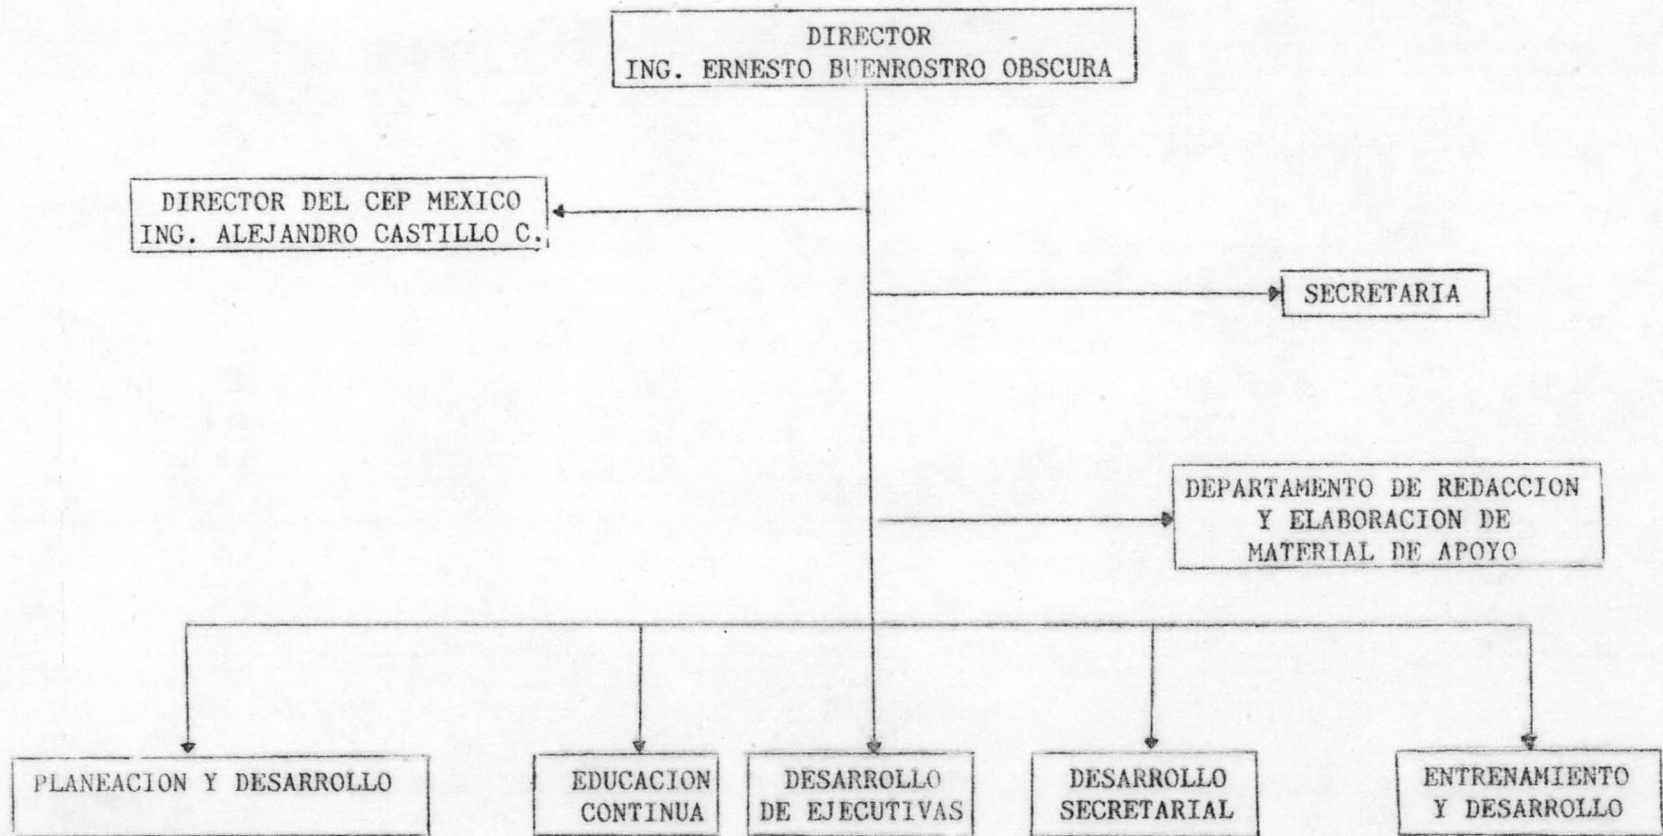 DIRECTOR
ING. ERNESTO BUENROSTRO OBSCURA
DIRECTOR DEL CEP MEXICO
ING. ALEJANDRO CASTILLO C.
SECRETARIA
DEPARTAMENTO DE REDACCION
Y ELABORACION DE
MATERIAL DE APOYO
PLANEACION Y DESARROLLO
EDUCACION
CONTINUA
DESARROLLO
DE EJECUTIVAS
DESARROLLO
SECRETARIAL
ENTRENAMIENTO
Y DESARROLLO